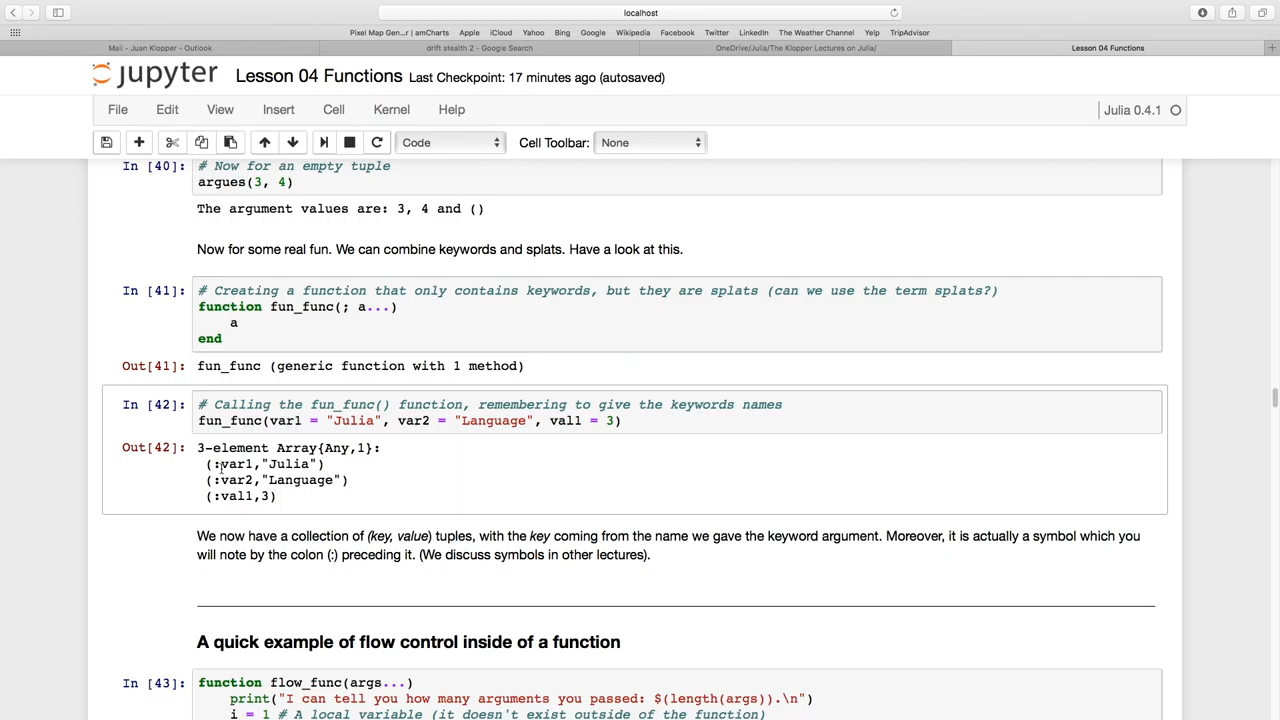 localhost
Pixel Map Gen...r | amCharts Apple iCloud Yahoo Bing Google Wikipedia Facebook Twitter LinkedIn The Weather Channel Yelp TripAdvisor
Mail - Juan Klopper - Outlook drift stealth 2 - Google Search OneDrive/Julia/The Klopper Lectures on Julia/ Lesson 04 Functions
jupyter Lesson 04 Functions Last Checkpoint: 17 minutes ago (autosaved)
File Edit View Insert Cell Kernel Help Julia 0.4.1
Code Cell Toolbar: None
In [40]: # Now for an empty tuple
argues(3, 4)
The argument values are: 3, 4 and ()
Now for some real fun. We can combine keywords and splats. Have a look at this.
In [41]: # Creating a function that only contains keywords, but they are splats (can we use the term splats?)
function fun_func(; a...)
a
end
Out[41]: fun_func (generic function with 1 method)
In [42]: # Calling the fun_func() function, remembering to give the keywords names
fun_func(var1 = "Julia", var2 = "Language", val1 = 3)
Out[42]: 3-element Array{Any,1}:
(:var1,"Julia")
(:var2,"Language")
(:val1,3)
We now have a collection of (key, value) tuples, with the key coming from the name we gave the keyword argument. Moreover, it is actually a symbol which you
will note by the colon (:) preceding it. (We discuss symbols in other lectures).
A quick example of flow control inside of a function
In [43]: function flow_func(args...)
print("I can tell you how many arguments you passed: $(length(args)).\n")
i = 1 # A local variable (it doesn't exist outside of the function)